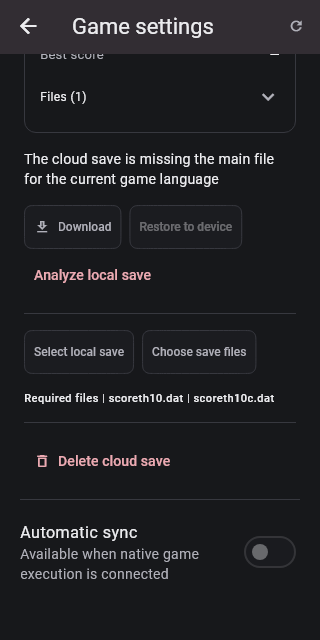 Game settings
Best score
Files (1)
The cloud save is missing the main file
for the current game language
Download
Restore to device
Analyze local save
Select local save
Choose save files
Required files | scoreth10.dat | scoreth10c.dat
Delete cloud save
Automatic sync
Available when native game
execution is connected